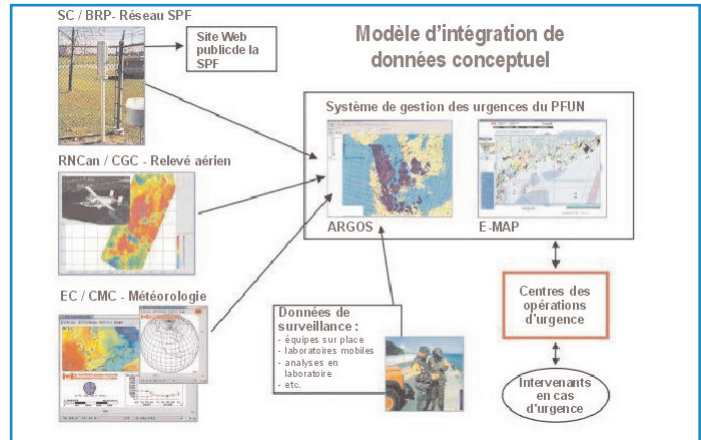 SC / BRP- Réseau SPF
Site Web
publicde la
SPF
Modèle d'intégration de
données conceptuel
Système de gestion des urgences du PFUN
RNCan / CGC - Relevé aérien
ARGOS
E-MAP
EC / CMC - Météorologie
Données de
surveillance :
- équipes sur place
- laboratoires mobiles
- analyses en
laboratoire
- etc.
Centres des
opérations
d'urgence
Intervenants
en cas
d'urgence